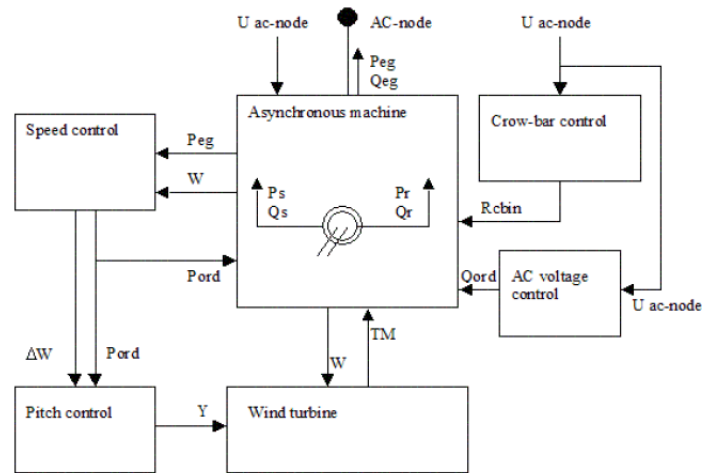 U ac-node
AC-node
U ac-node
Peg
Qeg
Asynchronous machine
Speed control
Crow-bar control
Peg
W
Ps
Qs
Pr
Qr
Rcbin
Pord
Qord
AC voltage
control
U ac-node
ΔW
Pord
W
TM
Pitch control
Y
Wind turbine